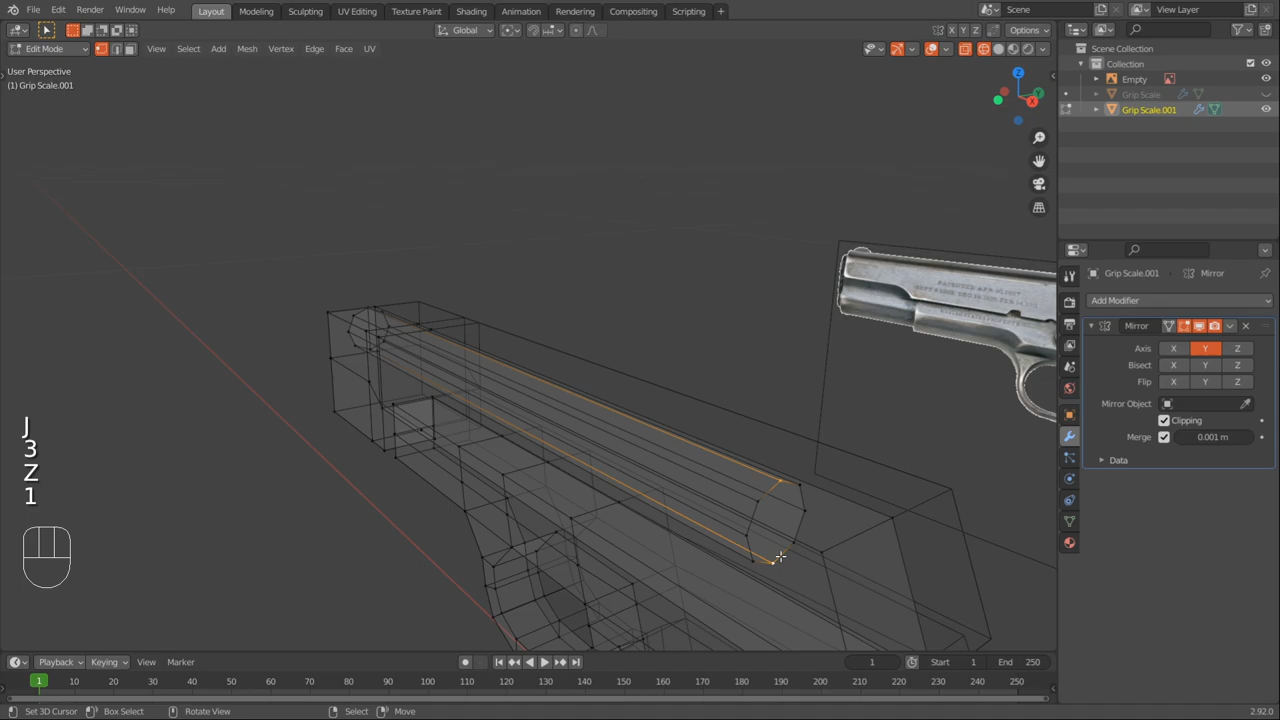 File Edit Render Window Help
Layout Modeling Sculpting UV Editing Texture Paint Shading Animation Rendering Compositing Scripting +
Scene
View Layer
Global
X Y Z
Options
Edit Mode View Select Add Mesh Vertex Edge Face UV
User Perspective
(1) Grip Scale.001
Z
Y
X
Scene Collection
Collection
Empty
Grip Scale
Grip Scale.001
Grip Scale.001 Mirror
Add Modifier
Mirror
Axis X Y Z
Bisect X Y Z
Flip X Y Z
Mirror Object
Clipping
Merge 0.001 m
Data
J
3
Z
1
Playback Keying View Marker
1
Start 1
End 250
1 10 20 30 40 50 60 70 80 90 100 110 120 130 140 150 160 170 180 190 200 210 220 230 240 250
Set 3D Cursor Box Select Rotate View Select Move
2.92.0